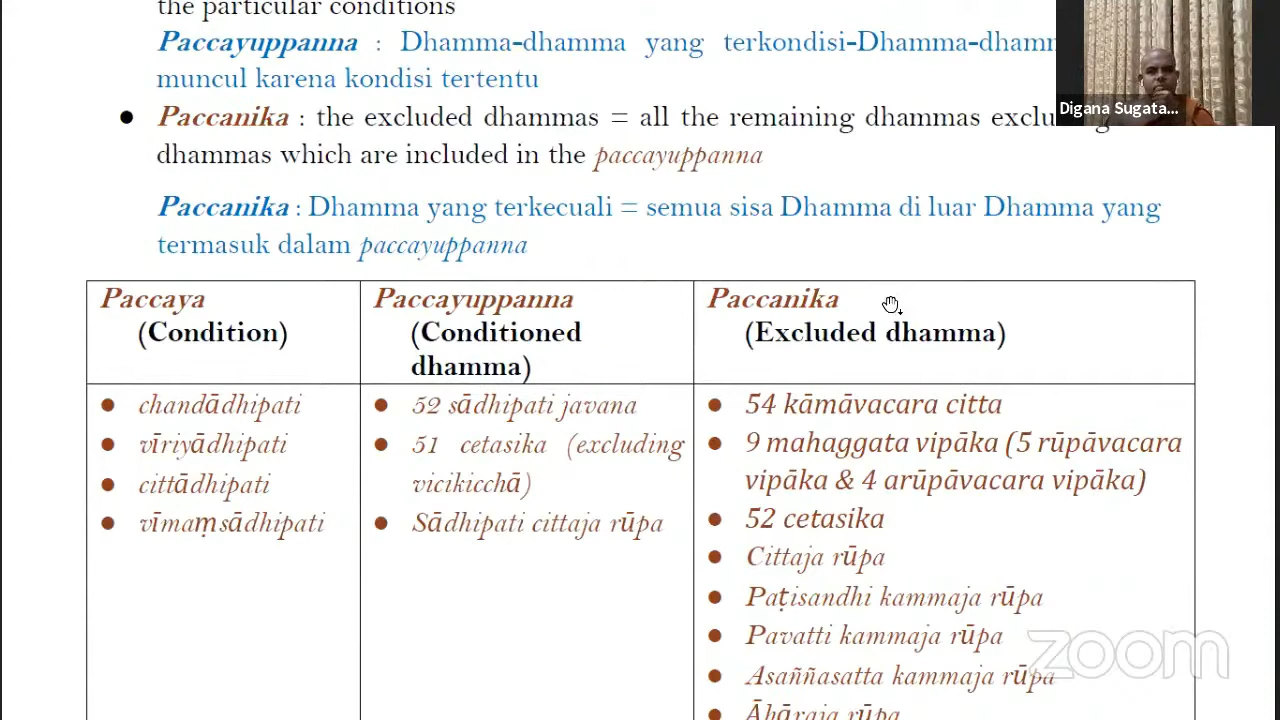 the particular conditions
Paccayuppanna : Dhamma-dhamma yang terkondisi-Dhamma-dhamm
muncul karena kondisi tertentu
Digana Sugata...
● Paccanika : the excluded dhammas = all the remaining dhammas exclu g
dhammas which are included in the paccayuppanna
Paccanika : Dhamma yang terkecuali = semua sisa Dhamma di luar Dhamma yang
termasuk dalam paccayuppanna
Paccaya
(Condition)
Paccayuppanna
(Conditioned
dhamma)
Paccanika
(Excluded dhamma)
● chandādhipati
● vīriyādhipati
● cittādhipati
● vīmaṃsādhipati
● 52 sādhipati javana
● 51 cetasika (excluding
vicikicchā)
● Sādhipati cittaja rūpa
● 54 kāmāvacara citta
● 9 mahaggata vipāka (5 rūpāvacara
vipāka & 4 arūpāvacara vipāka)
● 52 cetasika
● Cittaja rūpa
● Paṭisandhi kammaja rūpa
● Pavatti kammaja rūpa
● Asaññasatta kammaja rūpa
● Āhāraja rūpa
zoom